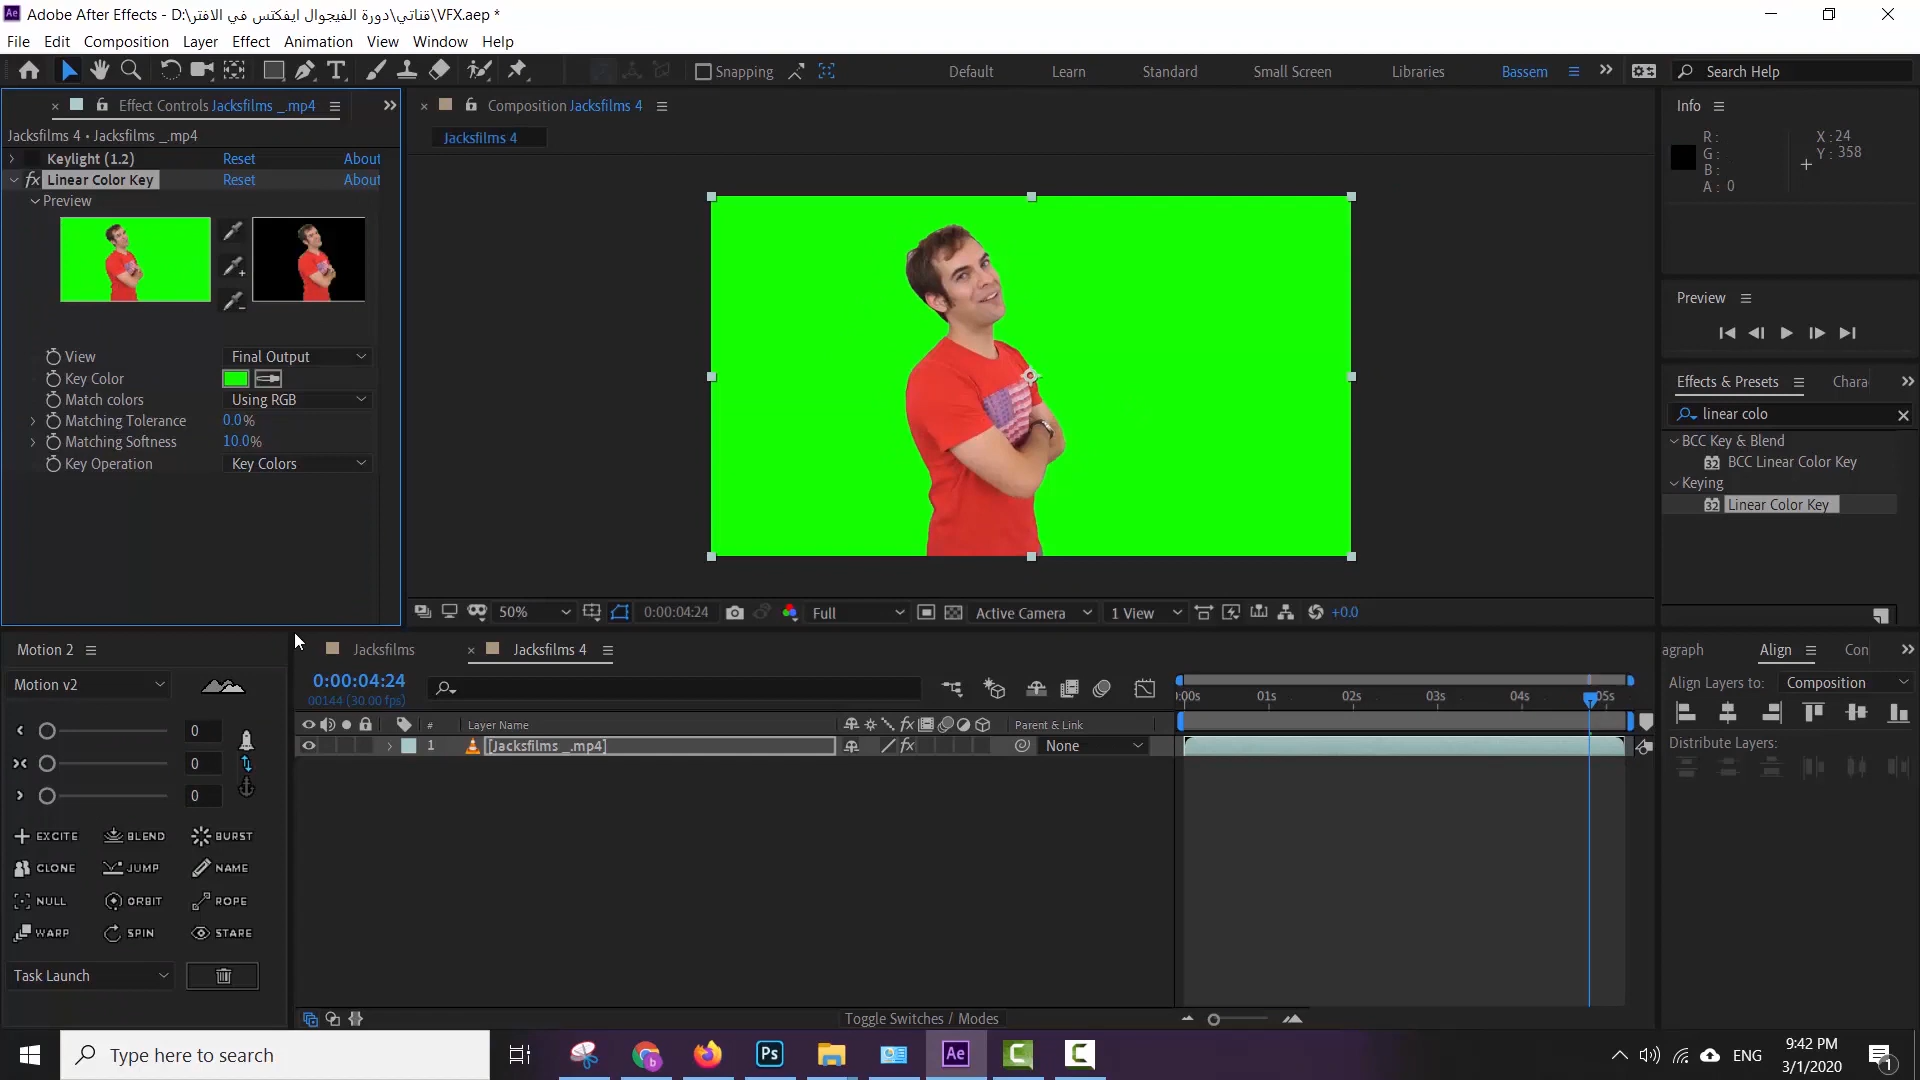 Adobe After Effects - D:\قناتي\دورة الفيجوال ايفكتس في الافتر\VFX.aep *
File Edit Composition Layer Effect Animation View Window Help
Snapping Default Learn Standard Small Screen Libraries Bassem Search Help
Effect Controls Jacksfilms _.mp4
Composition Jacksfilms 4
Info
Jacksfilms 4 • Jacksfilms _.mp4
Jacksfilms 4
R:
G:
B:
A: 0
X: 24
Y: 358
Keylight (1.2) Reset About
Linear Color Key Reset About
Preview
View Final Output
Key Color
Match colors Using RGB
Matching Tolerance 0.0%
Matching Softness 10.0%
Key Operation Key Colors
Preview
Effects & Presets Chara
linear colo
BCC Key & Blend
32 BCC Linear Color Key
Keying
32 Linear Color Key
50% 0:00:04:24 Full Active Camera 1 View +0.0
Motion 2
Motion v2
0
0
0
EXCITE BLEND BURST
CLONE JUMP NAME
NULL ORBIT ROPE
WARP SPIN STARE
Task Launch
Jacksfilms Jacksfilms 4
0:00:04:24
00144 (30.00 fps)
):00s 01s 02s 03s 04s 05s
# Layer Name Parent & Link
1 [Jacksfilms _.mp4] None
Toggle Switches / Modes
agraph Align Con
Align Layers to: Composition
Distribute Layers:
Type here to search
Ps Ae
ENG
9:42 PM
3/1/2020
1